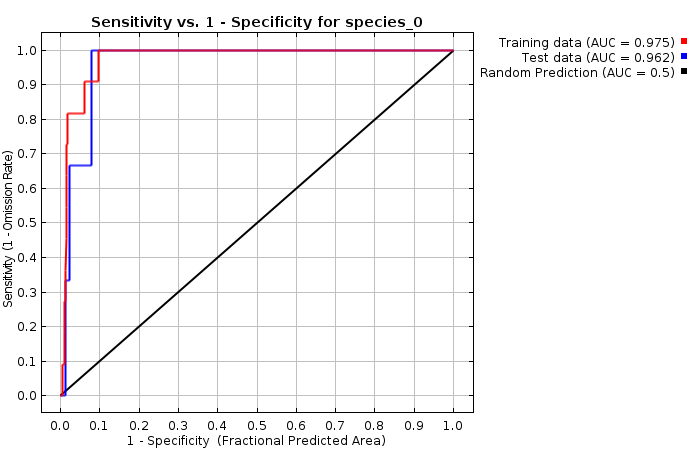 Sensitivity vs. 1 - Specificity for species_0
Training data (AUC = 0.975)
Test data (AUC = 0.962)
Random Prediction (AUC = 0.5)
Sensitivity (1 - Omission Rate)
1.0
0.9
0.8
0.7
0.6
0.5
0.4
0.3
0.2
0.1
0.0
0.0 0.1 0.2 0.3 0.4 0.5 0.6 0.7 0.8 0.9 1.0
1 - Specificity (Fractional Predicted Area)